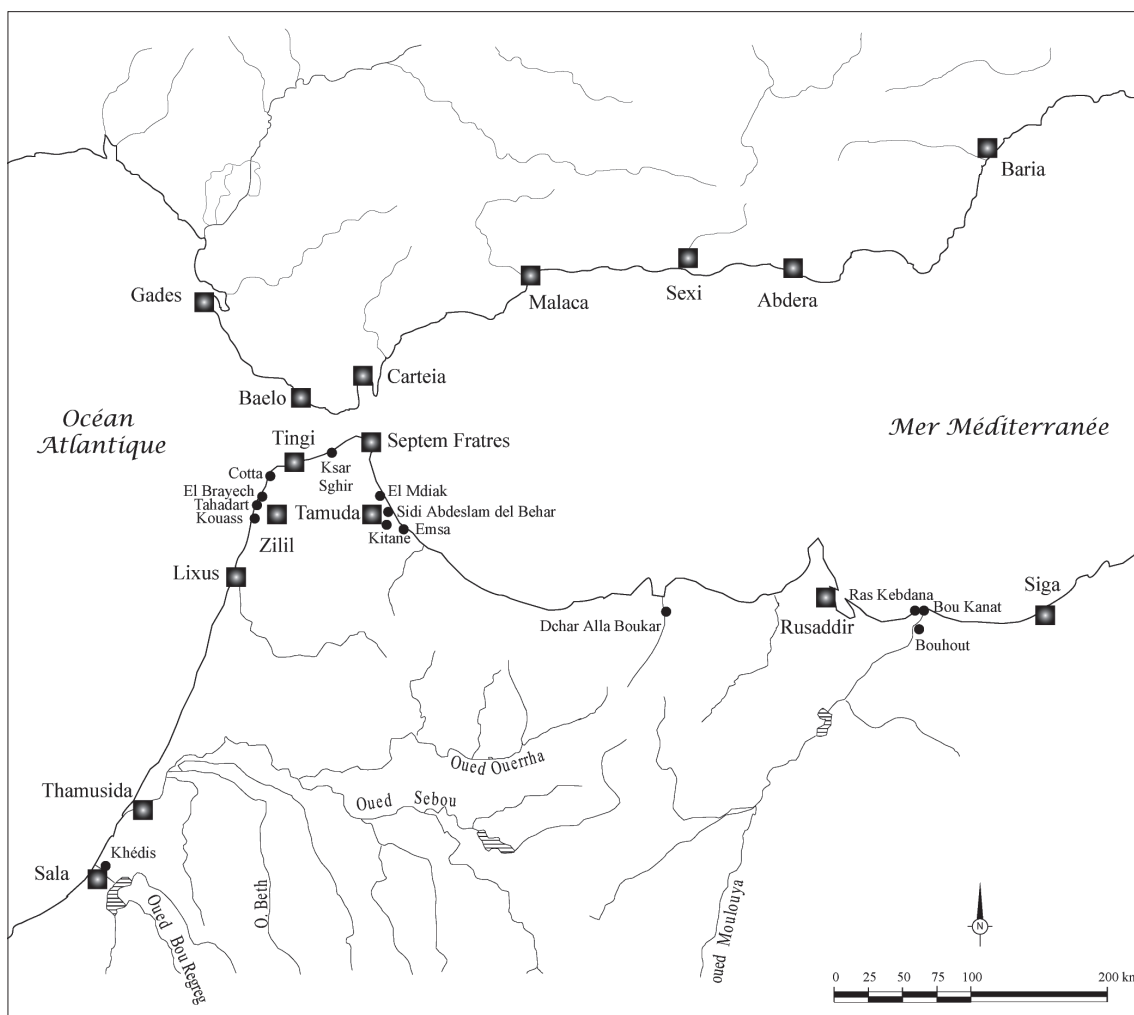 Baria
Gades
Malaca
Sexi
Abdera
Carteia
Baelo
Océan
Atlantique
Mer Méditerranée
Tingi
Septem Fratres
Ksar
Sghir
Cotta
El Brayech
Tahadart
Kouass
Zilil
El Mdiak
Sidi Abdeslam del Behar
Tamuda
Kitane
Emsa
Lixus
Dchar Alla Boukar
Rusaddir
Ras Kebdana
Bou Kanat
Bouhout
Siga
Oued Ouerrha
Oued Sebou
Thamusida
Khédis
Sala
Oued Bou Regreg
O. Beth
oued Moulouya
N
0 25 50 75 100 200 km